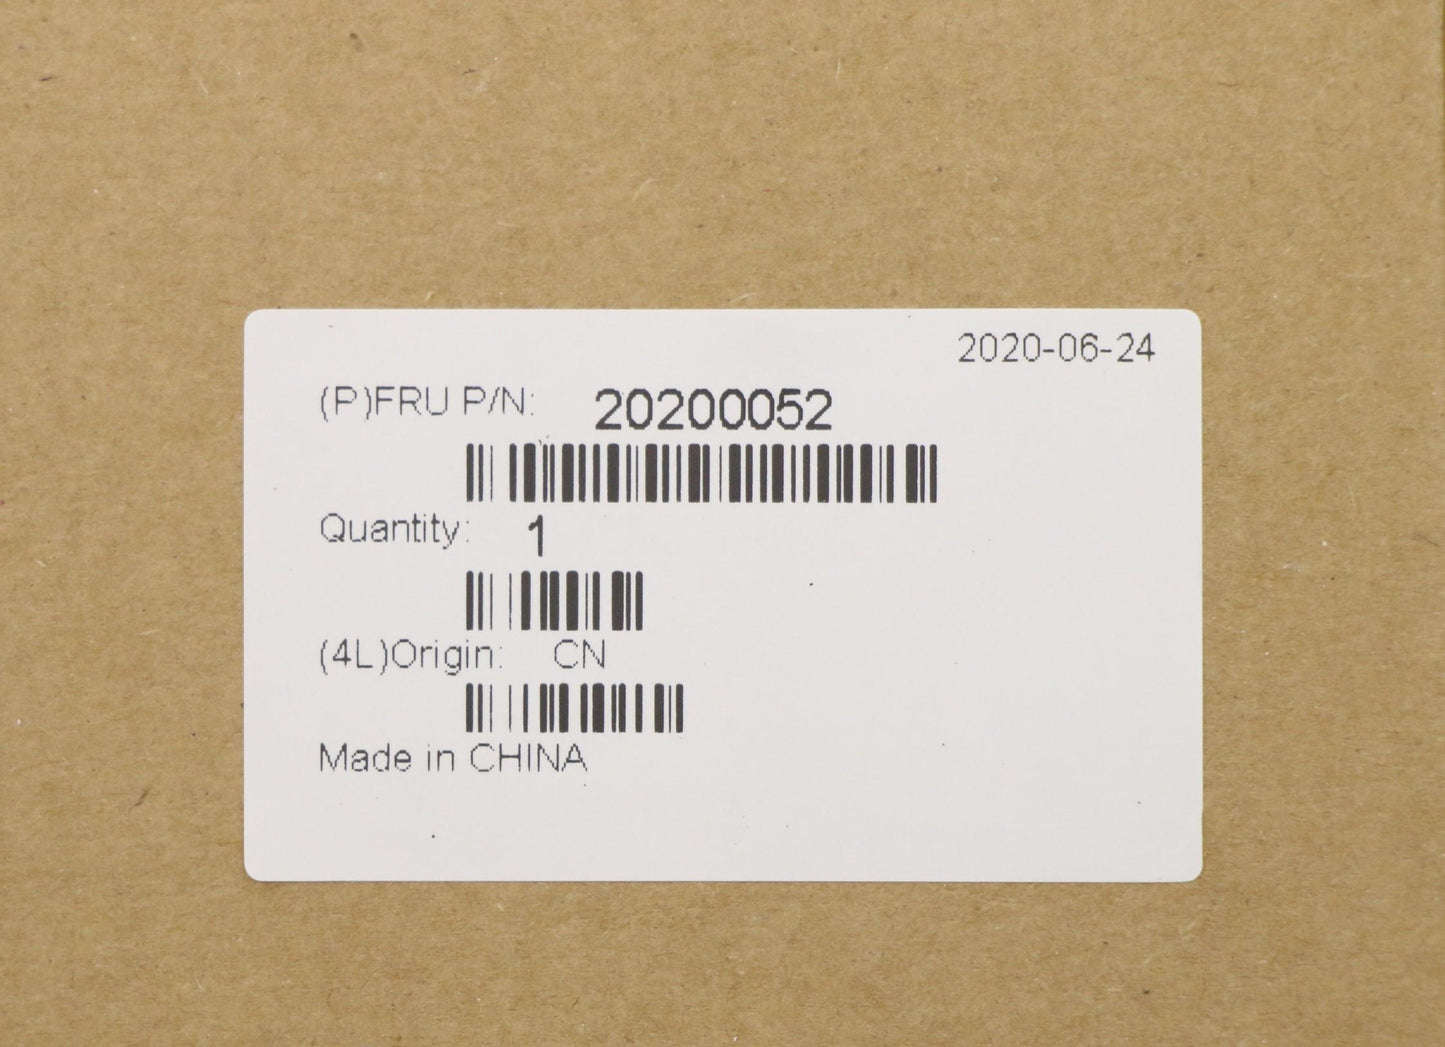 2020-06-24
(P)FRU P/N: 20200052
Quantity: 1
(4L)Origin: CN
Made in CHINA